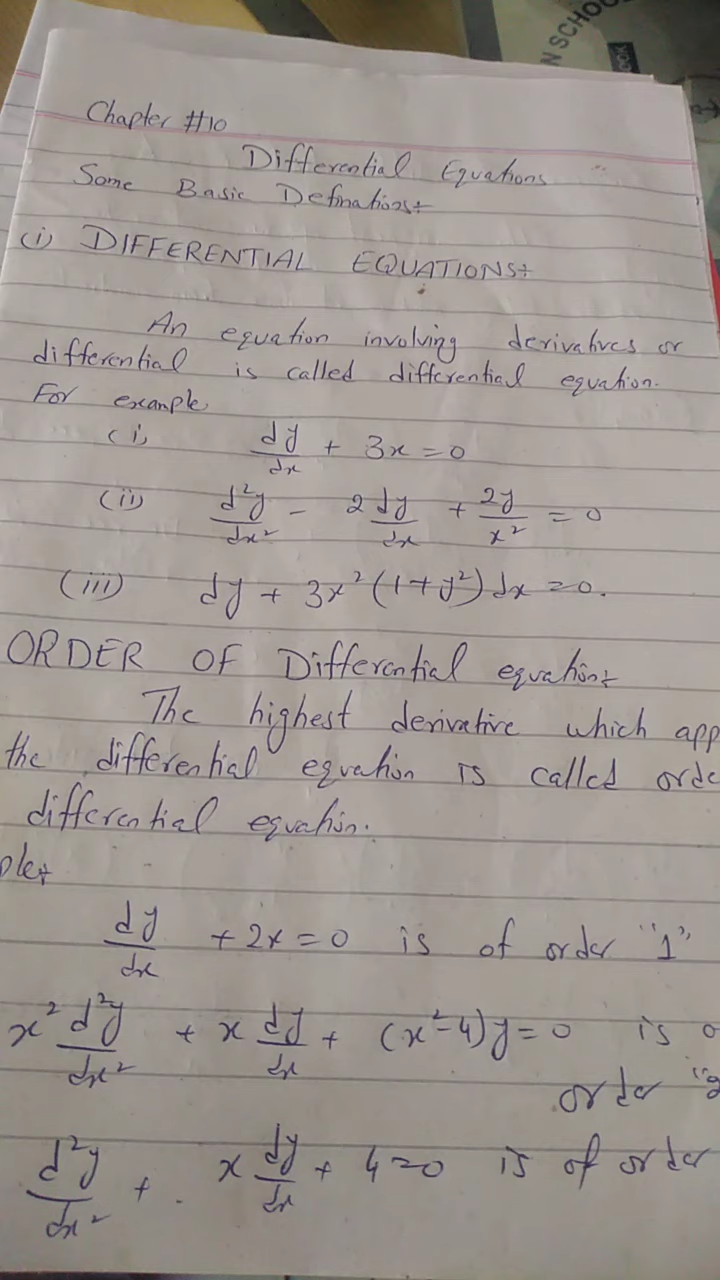 N SCHOO
Chapter #10
Differential Equations
Some Basic Definations:-
(i) DIFFERENTIAL EQUATIONS:-
An equation involving derivatives or
differential is called differential equation.
For example,
(i) dy/dx + 3x = 0
(ii) d²y/dx² - 2 dy/dx + 2y/x² = 0
(iii) dy + 3x² (1+y²) dx = 0.
ORDER OF Differential equation:-
The highest derivative which app
the differential equation is called orde
differential equation.
ple:-
dy/dx + 2x = 0 is of order "1"
x² d²y/dx² + x dy/dx + (x²-4)y = 0 is o
order "2
d²y/dx² + . x dy/dx + 4 = 0 is of order